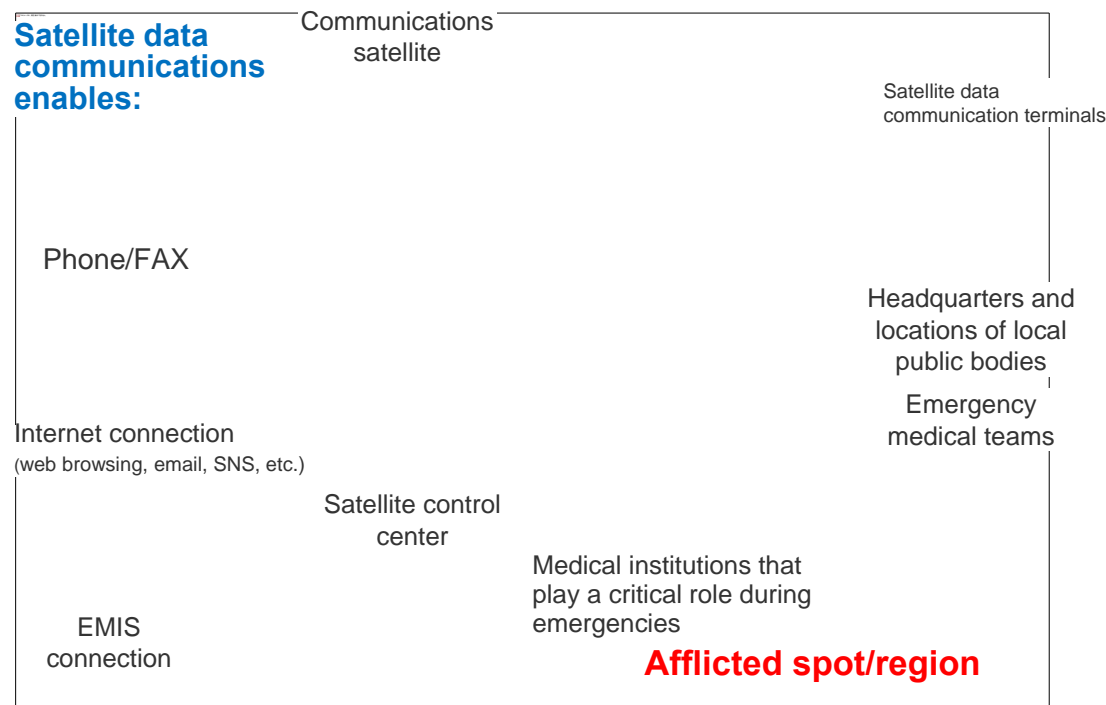 Satellite data
communications
enables:
Communications
satellite
Satellite data
communication terminals
Phone/FAX
Headquarters and
locations of local
public bodies
Emergency
medical teams
Internet connection
(web browsing, email, SNS, etc.)
Satellite control
center
Medical institutions that
play a critical role during
emergencies
EMIS
connection
Afflicted spot/region